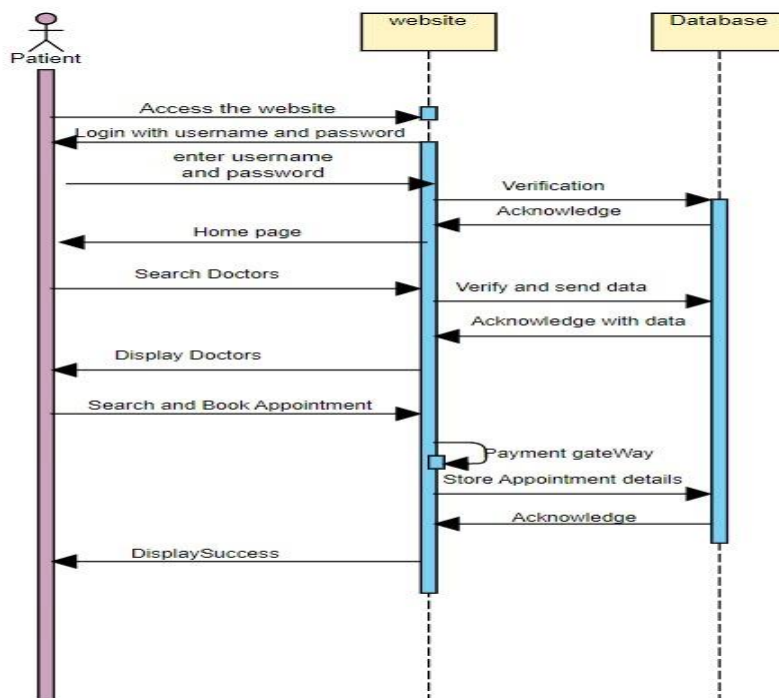 website
Database
Patient
Access the website
Login with username and password
enter username
and password
Verification
Acknowledge
Home page
Search Doctors
Verify and send data
Acknowledge with data
Display Doctors
Search and Book Appointment
Payment gateWay
Store Appointment details
Acknowledge
DisplaySuccess